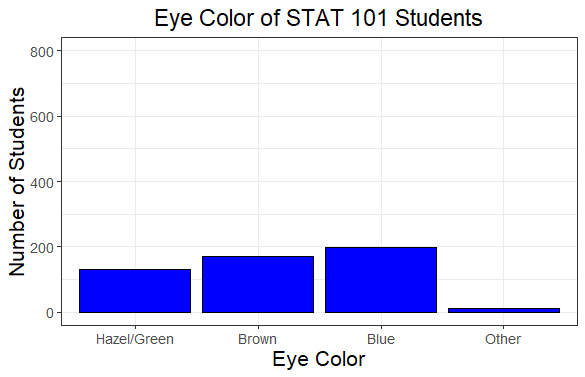 Eye Color of STAT 101 Students
Number of Students
800
600
400
200
0
Hazel/Green Brown Blue Other
Eye Color